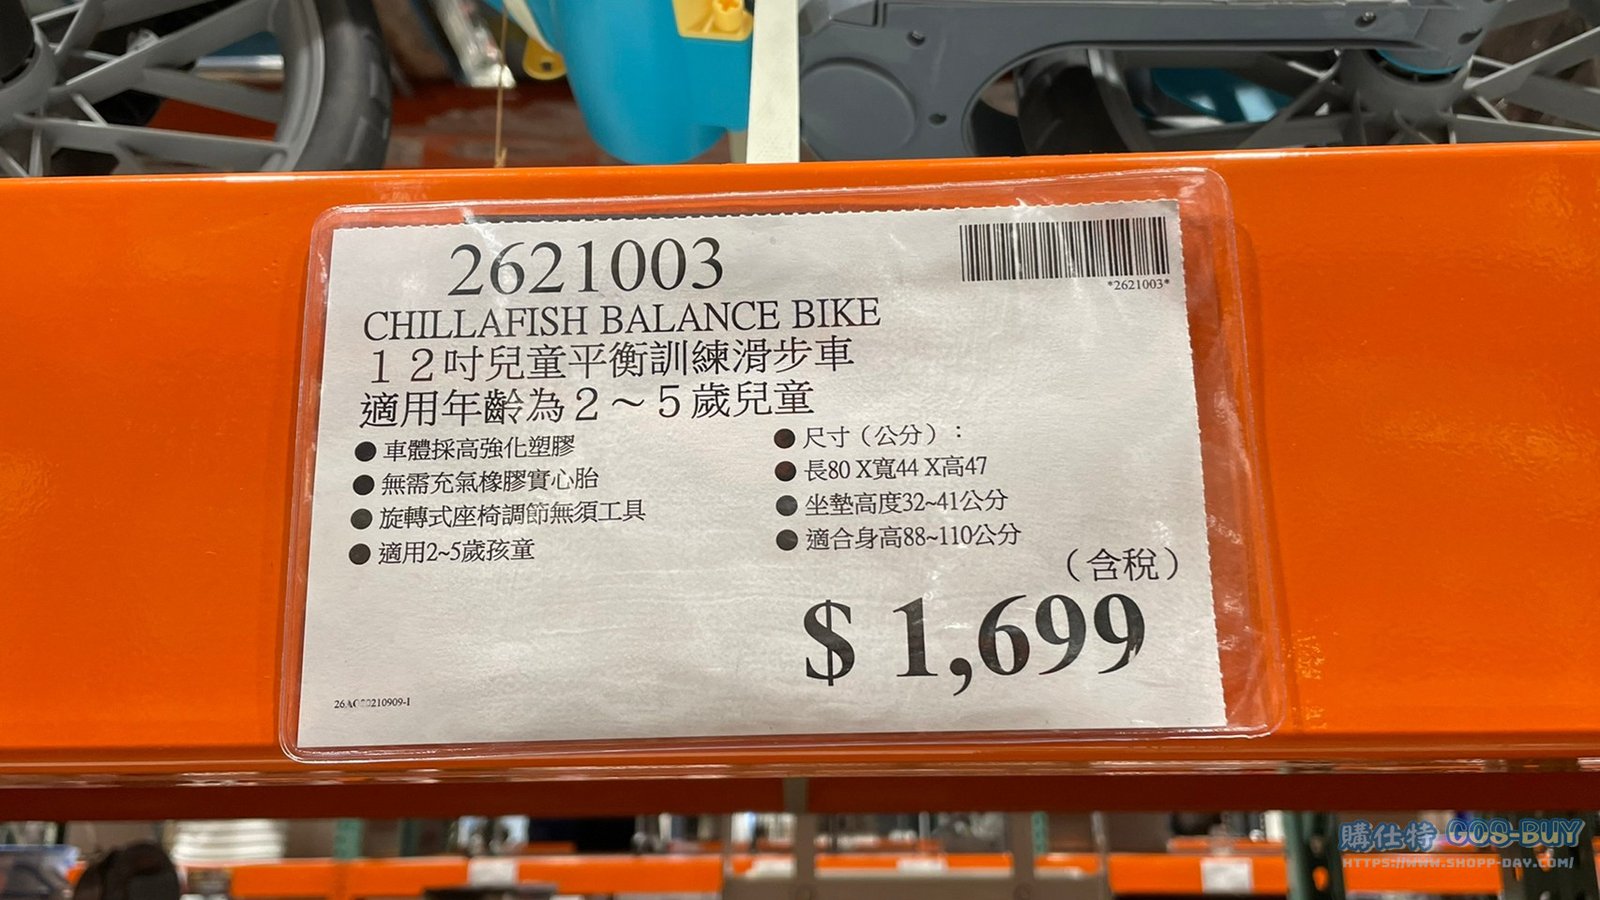 2621003
*2621003*
CHILLAFISH BALANCE BIKE
12吋兒童平衡訓練滑步車
適用年齡為2～5歲兒童
●車體採高強化塑膠
●無需充氣橡膠實心胎
●旋轉式座椅調節無須工具
●適用2~5歲孩童
●尺寸（公分）：
●長80 X寬44 X高47
●坐墊高度32~41公分
●適合身高88~110公分
（含稅）
$ 1,699
購仕特 GOS-BUY
HTTPS://WWW.SHOPP-DAY.COM/